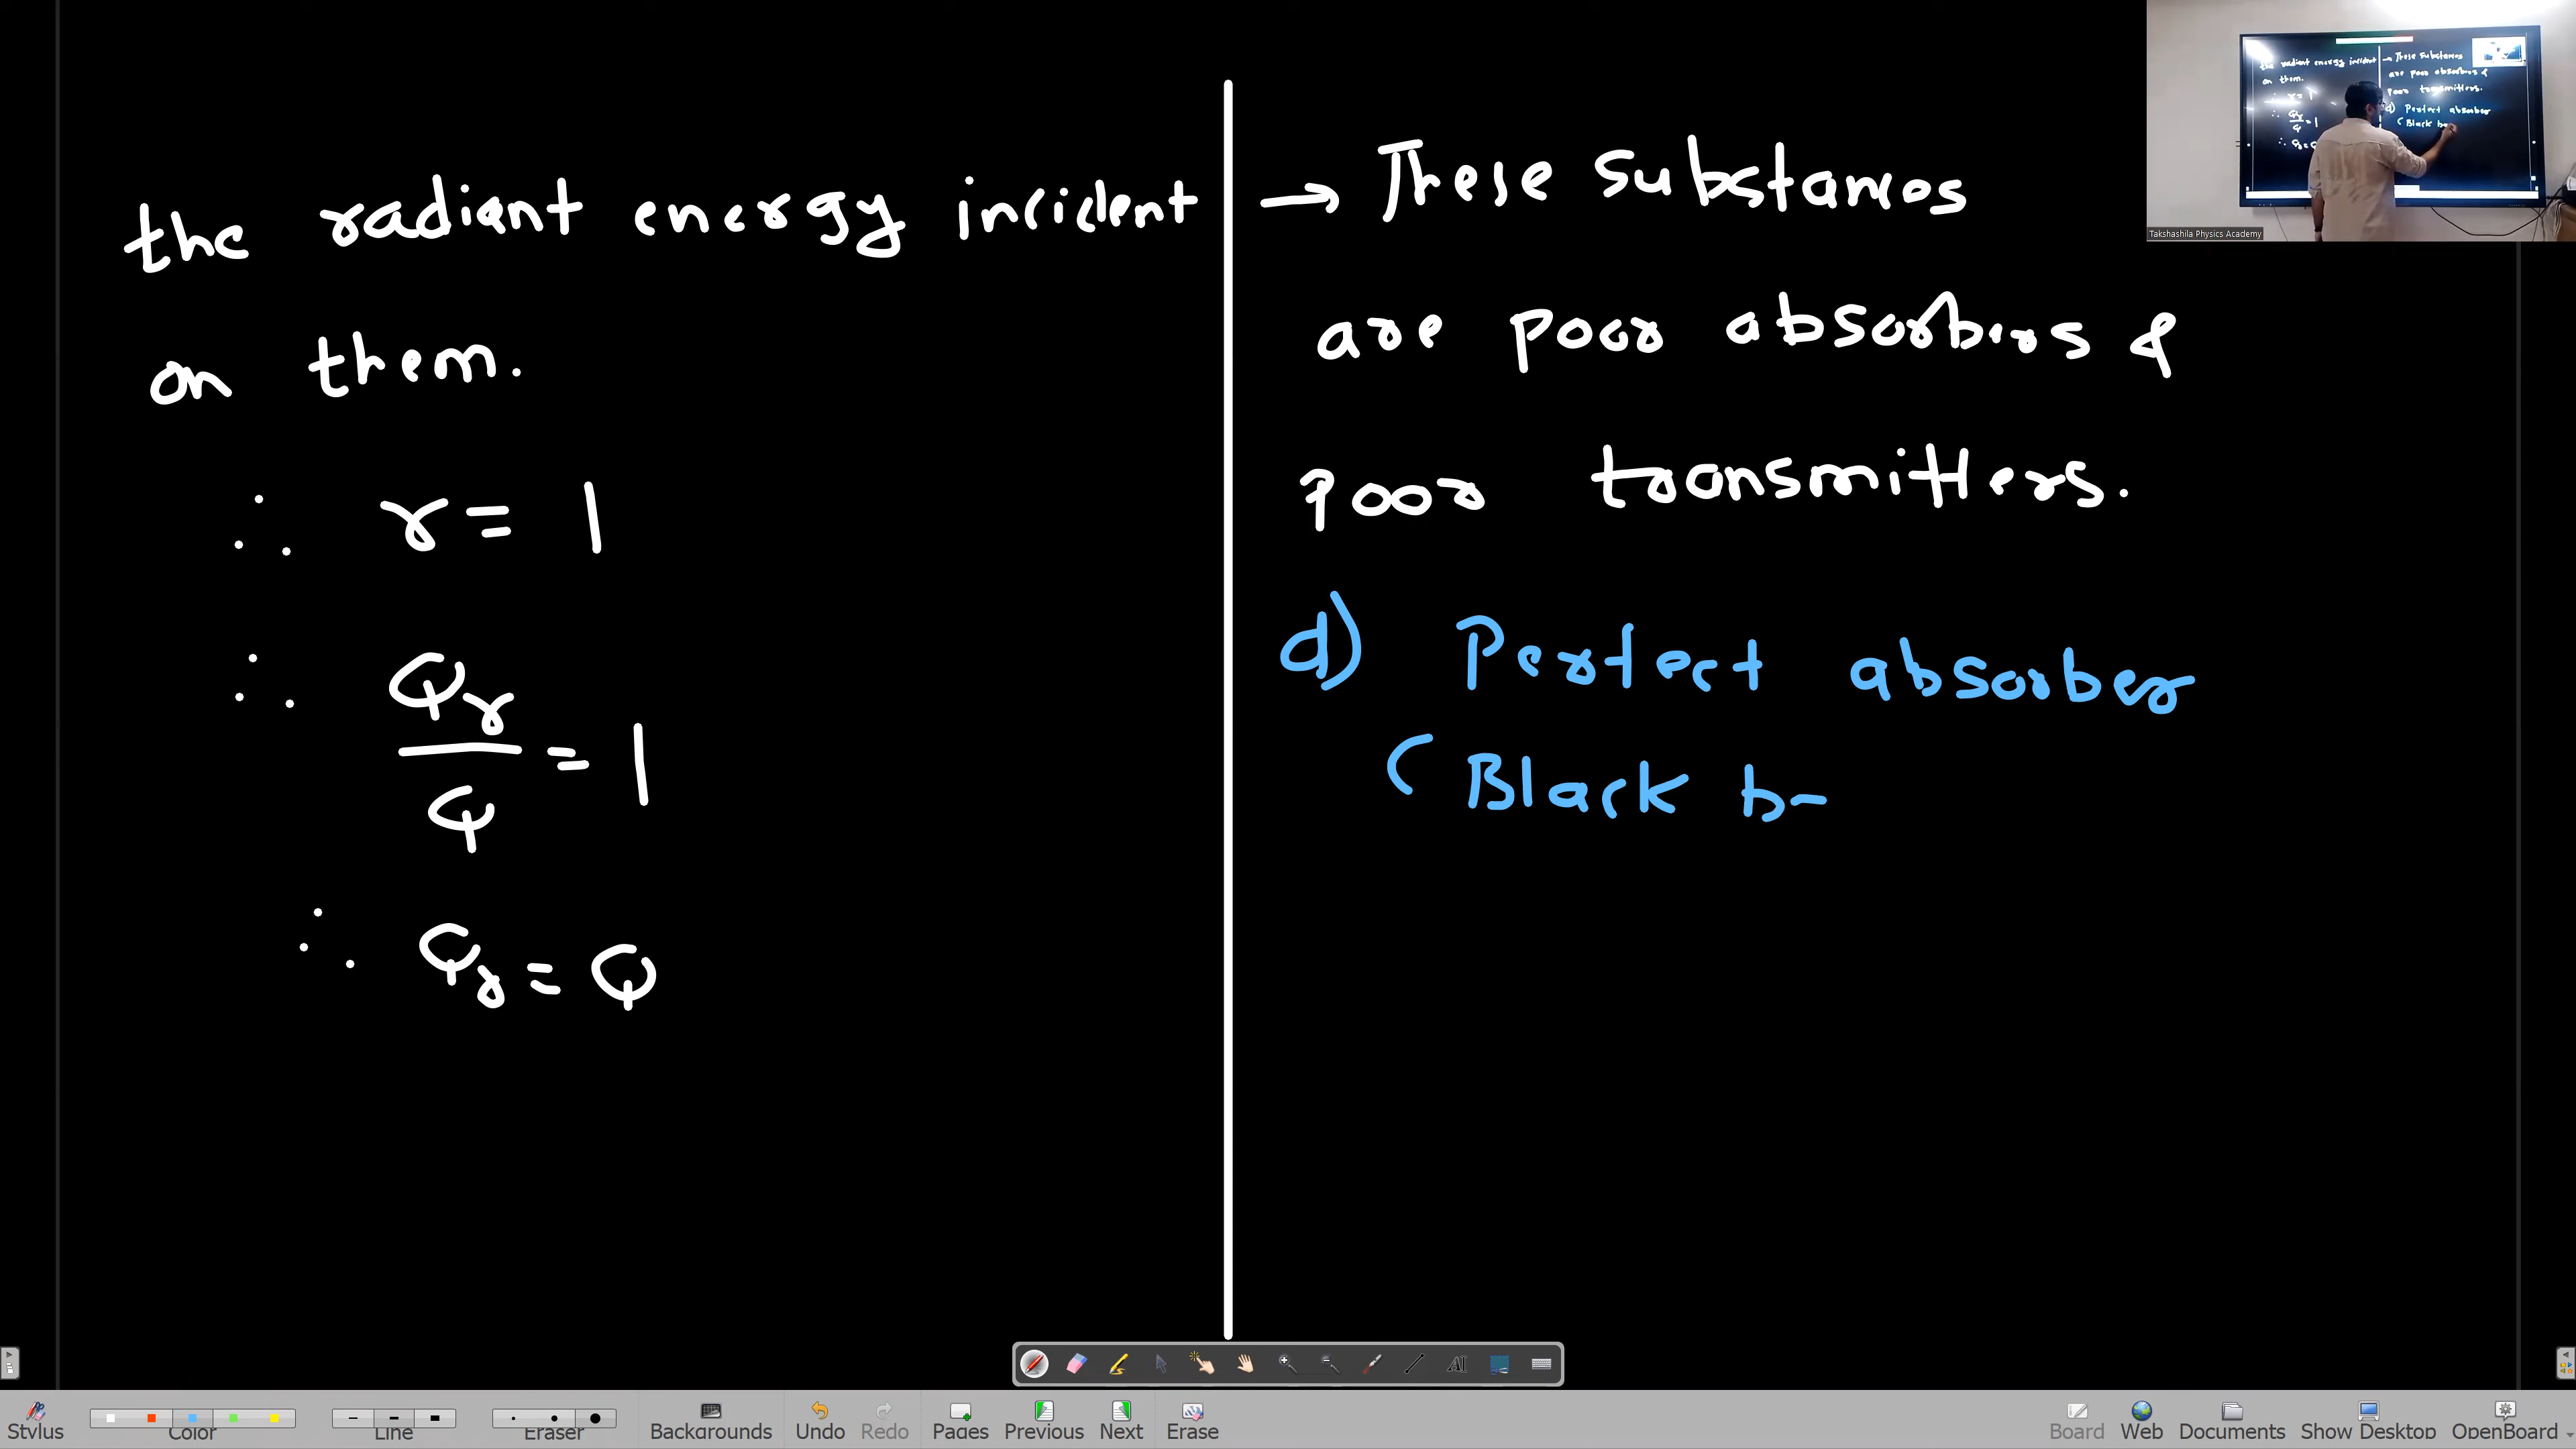 the radiant energy incident
on them.
∴ r = 1
∴ Qr/Q = 1
∴ Qr = Q
→ These substances
are poor absorbers &
poor transmitters.
d) Perfect absorber
( Black b
Takshashila Physics Academy
Stylus
Color
Line
Eraser
Backgrounds
Undo
Redo
Pages
Previous
Next
Erase
Board
Web
Documents
Show Desktop
OpenBoard